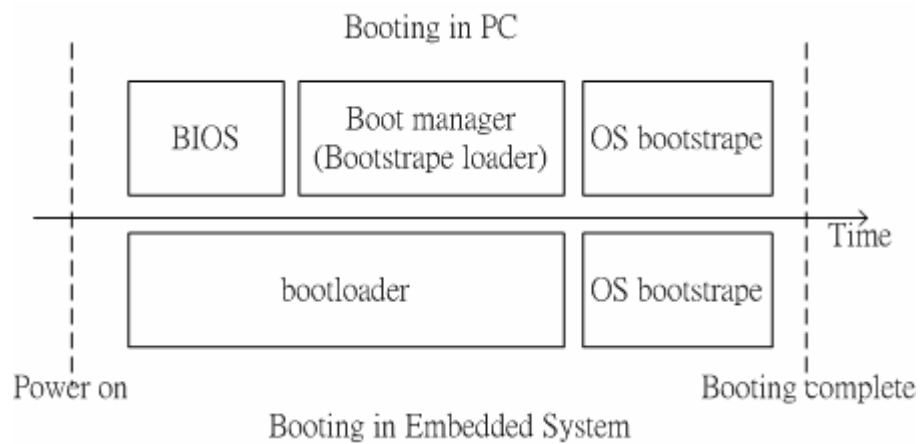 Booting in PC
BIOS
Boot manager
(Bootstrape loader)
OS bootstrape
Time
bootloader
OS bootstrape
Power on
Booting complete
Booting in Embedded System